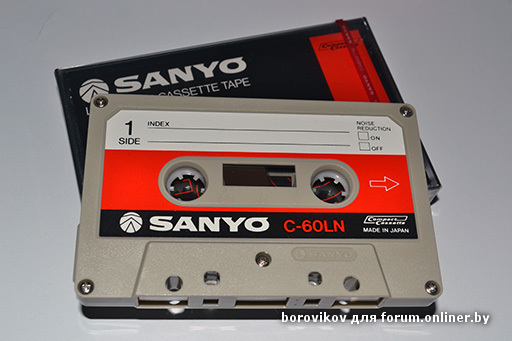 SANYO
CASSETTE TAPE
Compact Cassette
1
SIDE
INDEX
NOISE
REDUCTION
ON
OFF
SANYO C-60LN
Compact
Cassette
MADE IN JAPAN
SANYO
borovikov для forum.onliner.by